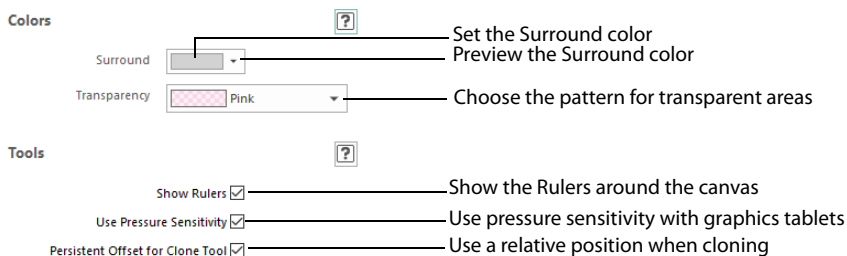 Colors ?
Set the Surround color
Surround
Preview the Surround color
Transparency Pink Choose the pattern for transparent areas
Tools ?
Show Rulers Show the Rulers around the canvas
Use Pressure Sensitivity Use pressure sensitivity with graphics tablets
Persistent Offset for Clone Tool Use a relative position when cloning